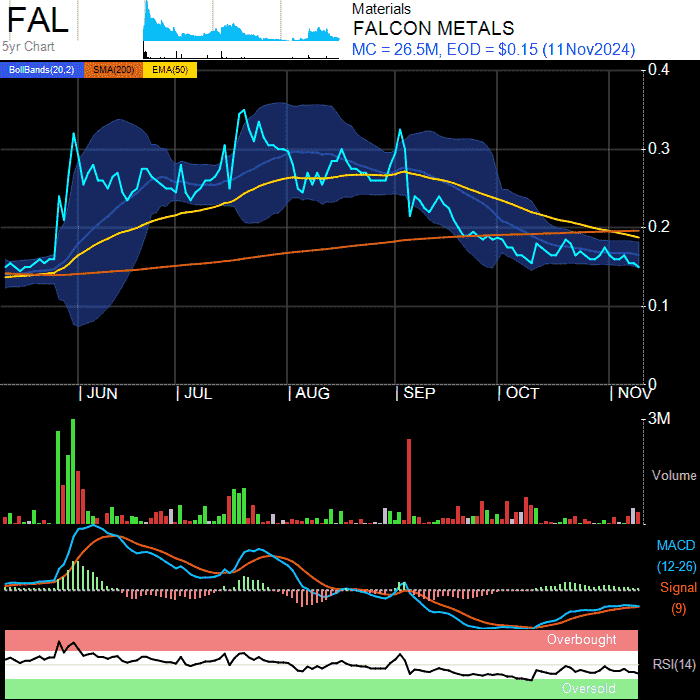 FAL
5yr Chart
Materials
FALCON METALS
MC = 26.5M, EOD = $0.15 (11Nov2024)
BollBands(20,2) SMA(200) EMA(50)
0.4
0.3
0.2
0.1
0
| JUN | JUL | AUG | SEP | OCT | NOV
3M
Volume
MACD
(12-26)
Signal
(9)
Overbought
RSI(14)
Oversold